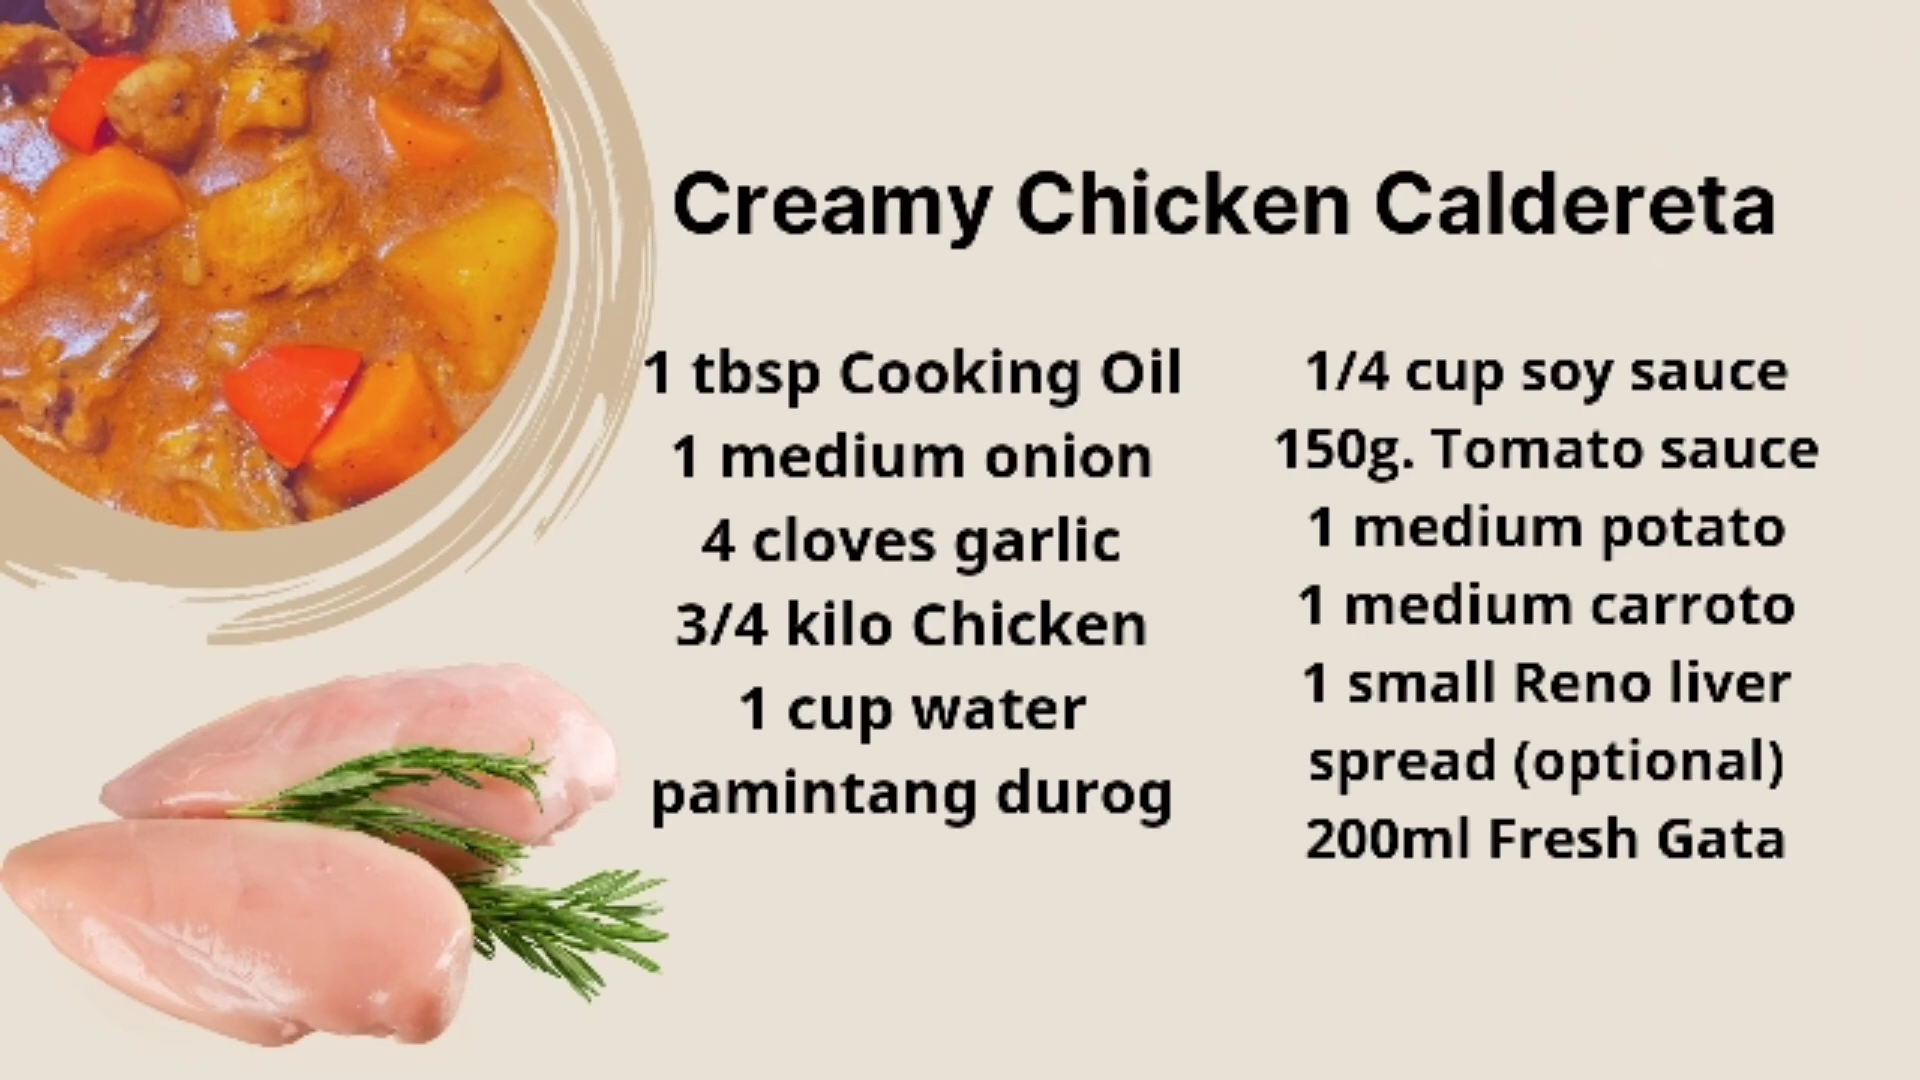 Creamy Chicken Caldereta
1 tbsp Cooking Oil
1 medium onion
4 cloves garlic
3/4 kilo Chicken
1 cup water
pamintang durog
1/4 cup soy sauce
150g. Tomato sauce
1 medium potato
1 medium carroto
1 small Reno liver
spread (optional)
200ml Fresh Gata